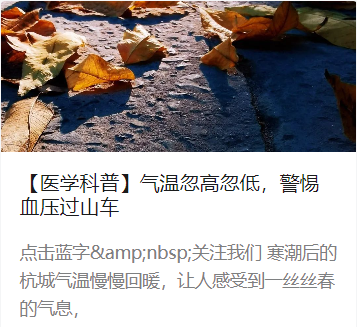 【医学科普】气温忽高忽低，警惕
血压过山车
点击蓝字&amp;nbsp;关注我们 寒潮后的
杭城气温慢慢回暖，让人感受到一丝丝春
的气息，